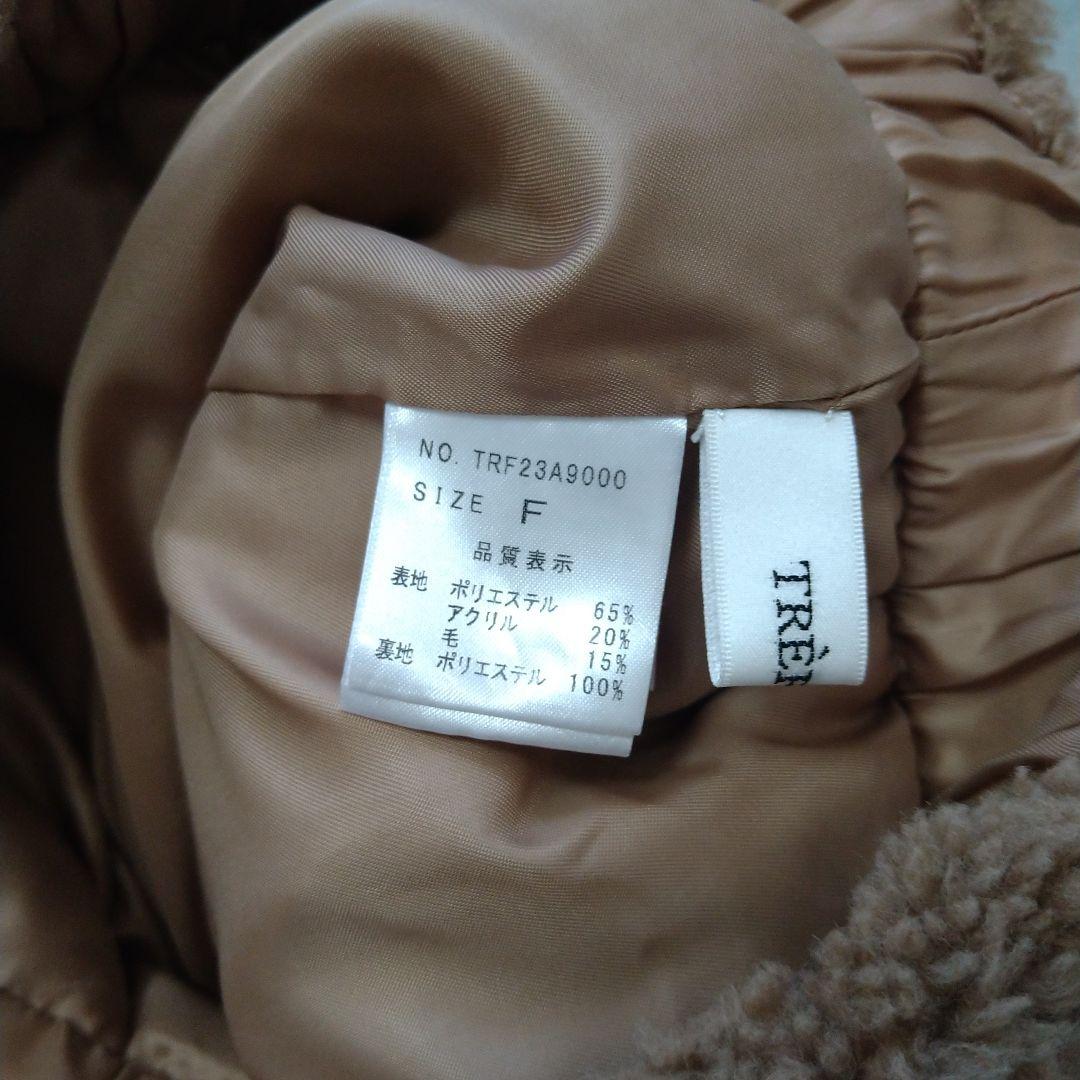 NO. TRF23A9000
SIZE F
品質表示
表地 ポリエステル 65%
アクリル 20%
毛 15%
裏地 ポリエステル 100%
TRÈ